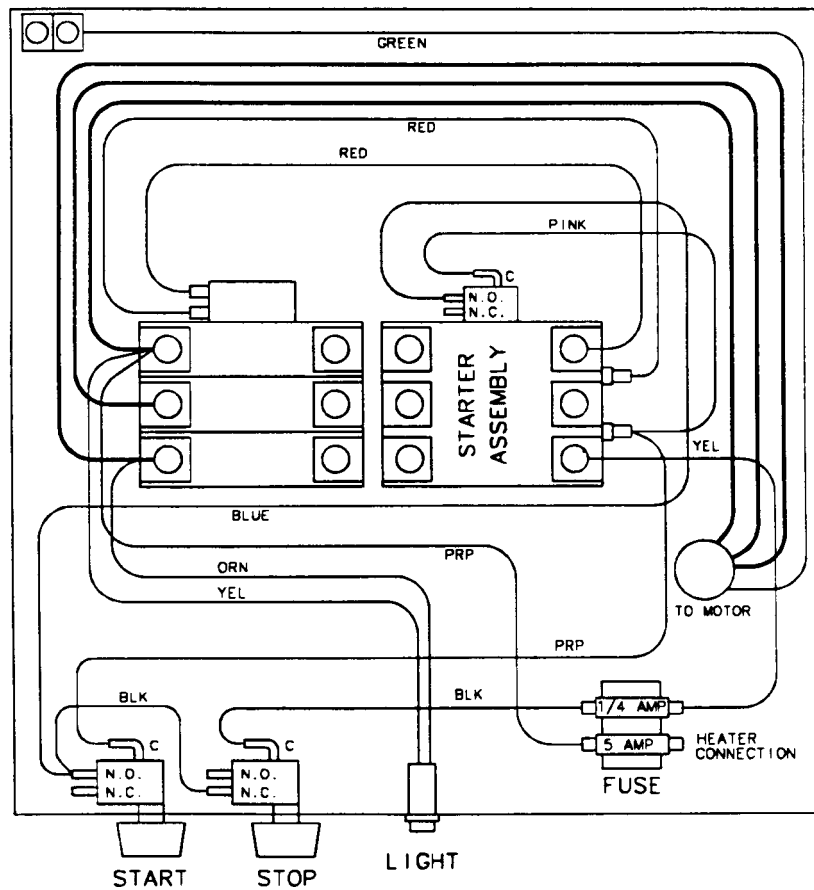 GREEN
RED
RED
PINK
C
N.O.
N.C.
STARTER
ASSEMBLY
YEL
BLUE
PRP
ORN
YEL
TO MOTOR
PRP
BLK
BLK
1/4 AMP
5 AMP
HEATER
CONNECTION
FUSE
C
N.O.
N.C.
C
N.O.
N.C.
LIGHT
START
STOP